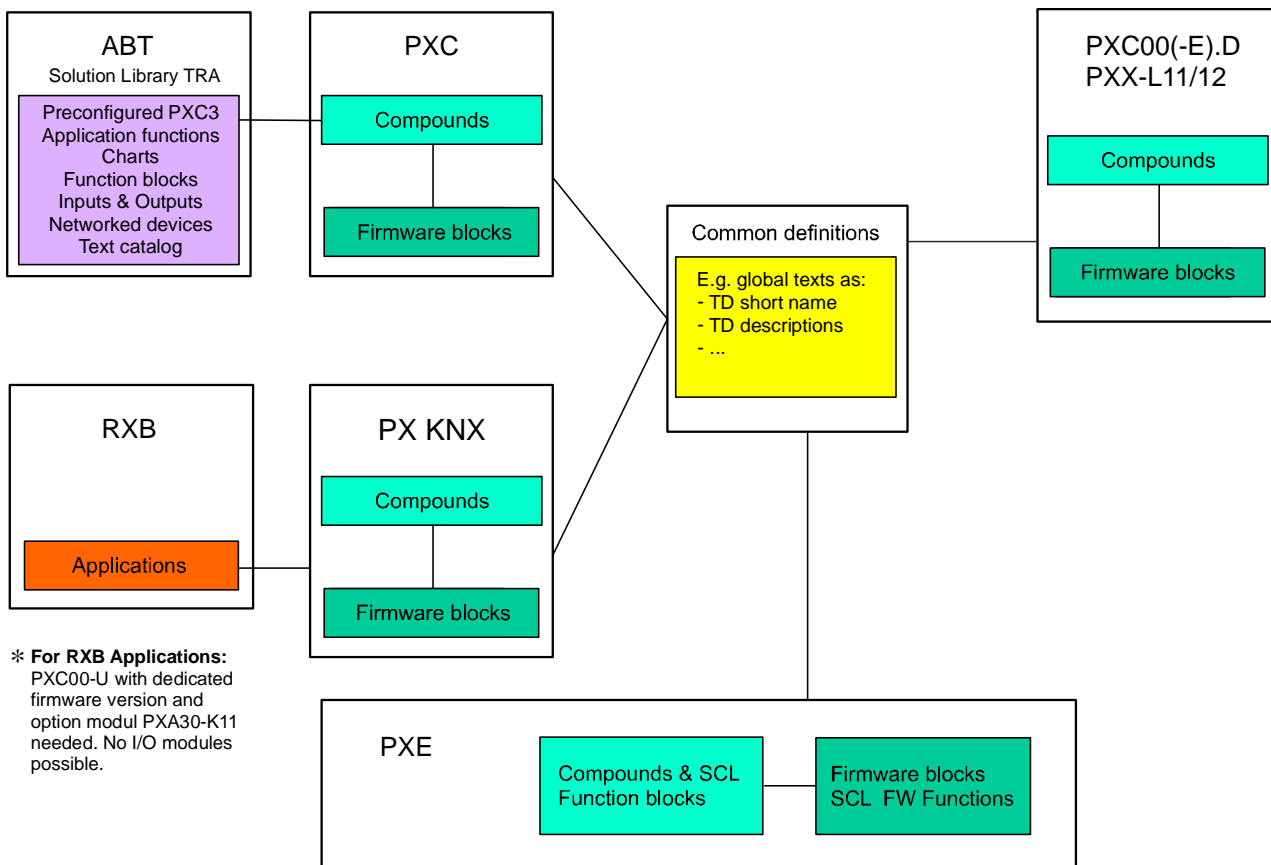 ABT
Solution Library TRA
Preconfigured PXC3
Application functions
Charts
Function blocks
Inputs & Outputs
Networked devices
Text catalog
PXC
Compounds
Firmware blocks
Common definitions
E.g. global texts as:
- TD short name
- TD descriptions
- ...
PXC00(-E).D
PXX-L11/12
Compounds
Firmware blocks
RXB
Applications
PX KNX
Compounds
Firmware blocks
* For RXB Applications:
PXC00-U with dedicated
firmware version and
option modul PXA30-K11
needed. No I/O modules
possible.
PXE
Compounds & SCL
Function blocks
Firmware blocks
SCL FW Functions